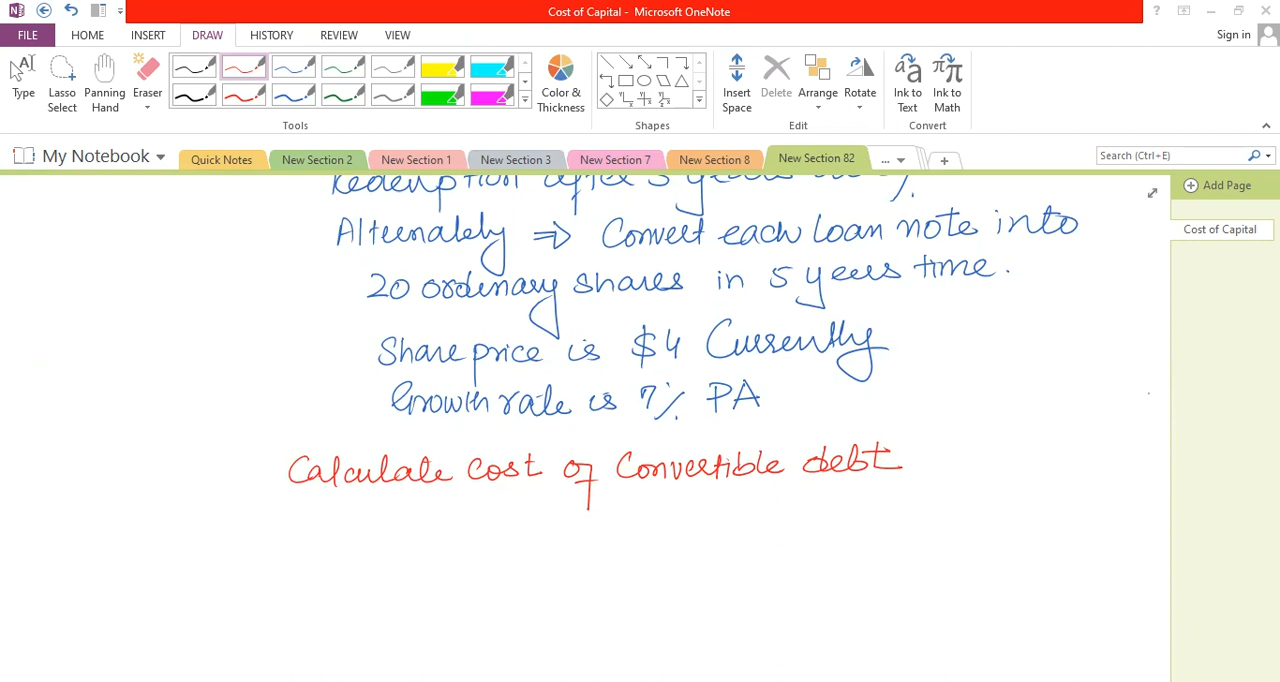 Cost of Capital - Microsoft OneNote
?
FILE HOME INSERT DRAW HISTORY REVIEW VIEW
Sign in
Type Lasso Select Panning Hand Eraser
Color & Thickness
Insert Space Delete Arrange Rotate
Ink to Text Ink to Math
Tools Shapes Edit Convert
My Notebook Quick Notes New Section 2 New Section 1 New Section 3 New Section 7 New Section 8 New Section 82 ... +
Search (Ctrl+E)
Add Page
Cost of Capital
Redemption after 5 years
Alternately ⇒ Convert each loan note into
20 ordinary shares in 5 years time.
Share price is $4 Currently
Growth rate is 7% PA
Calculate cost of Convertible debt